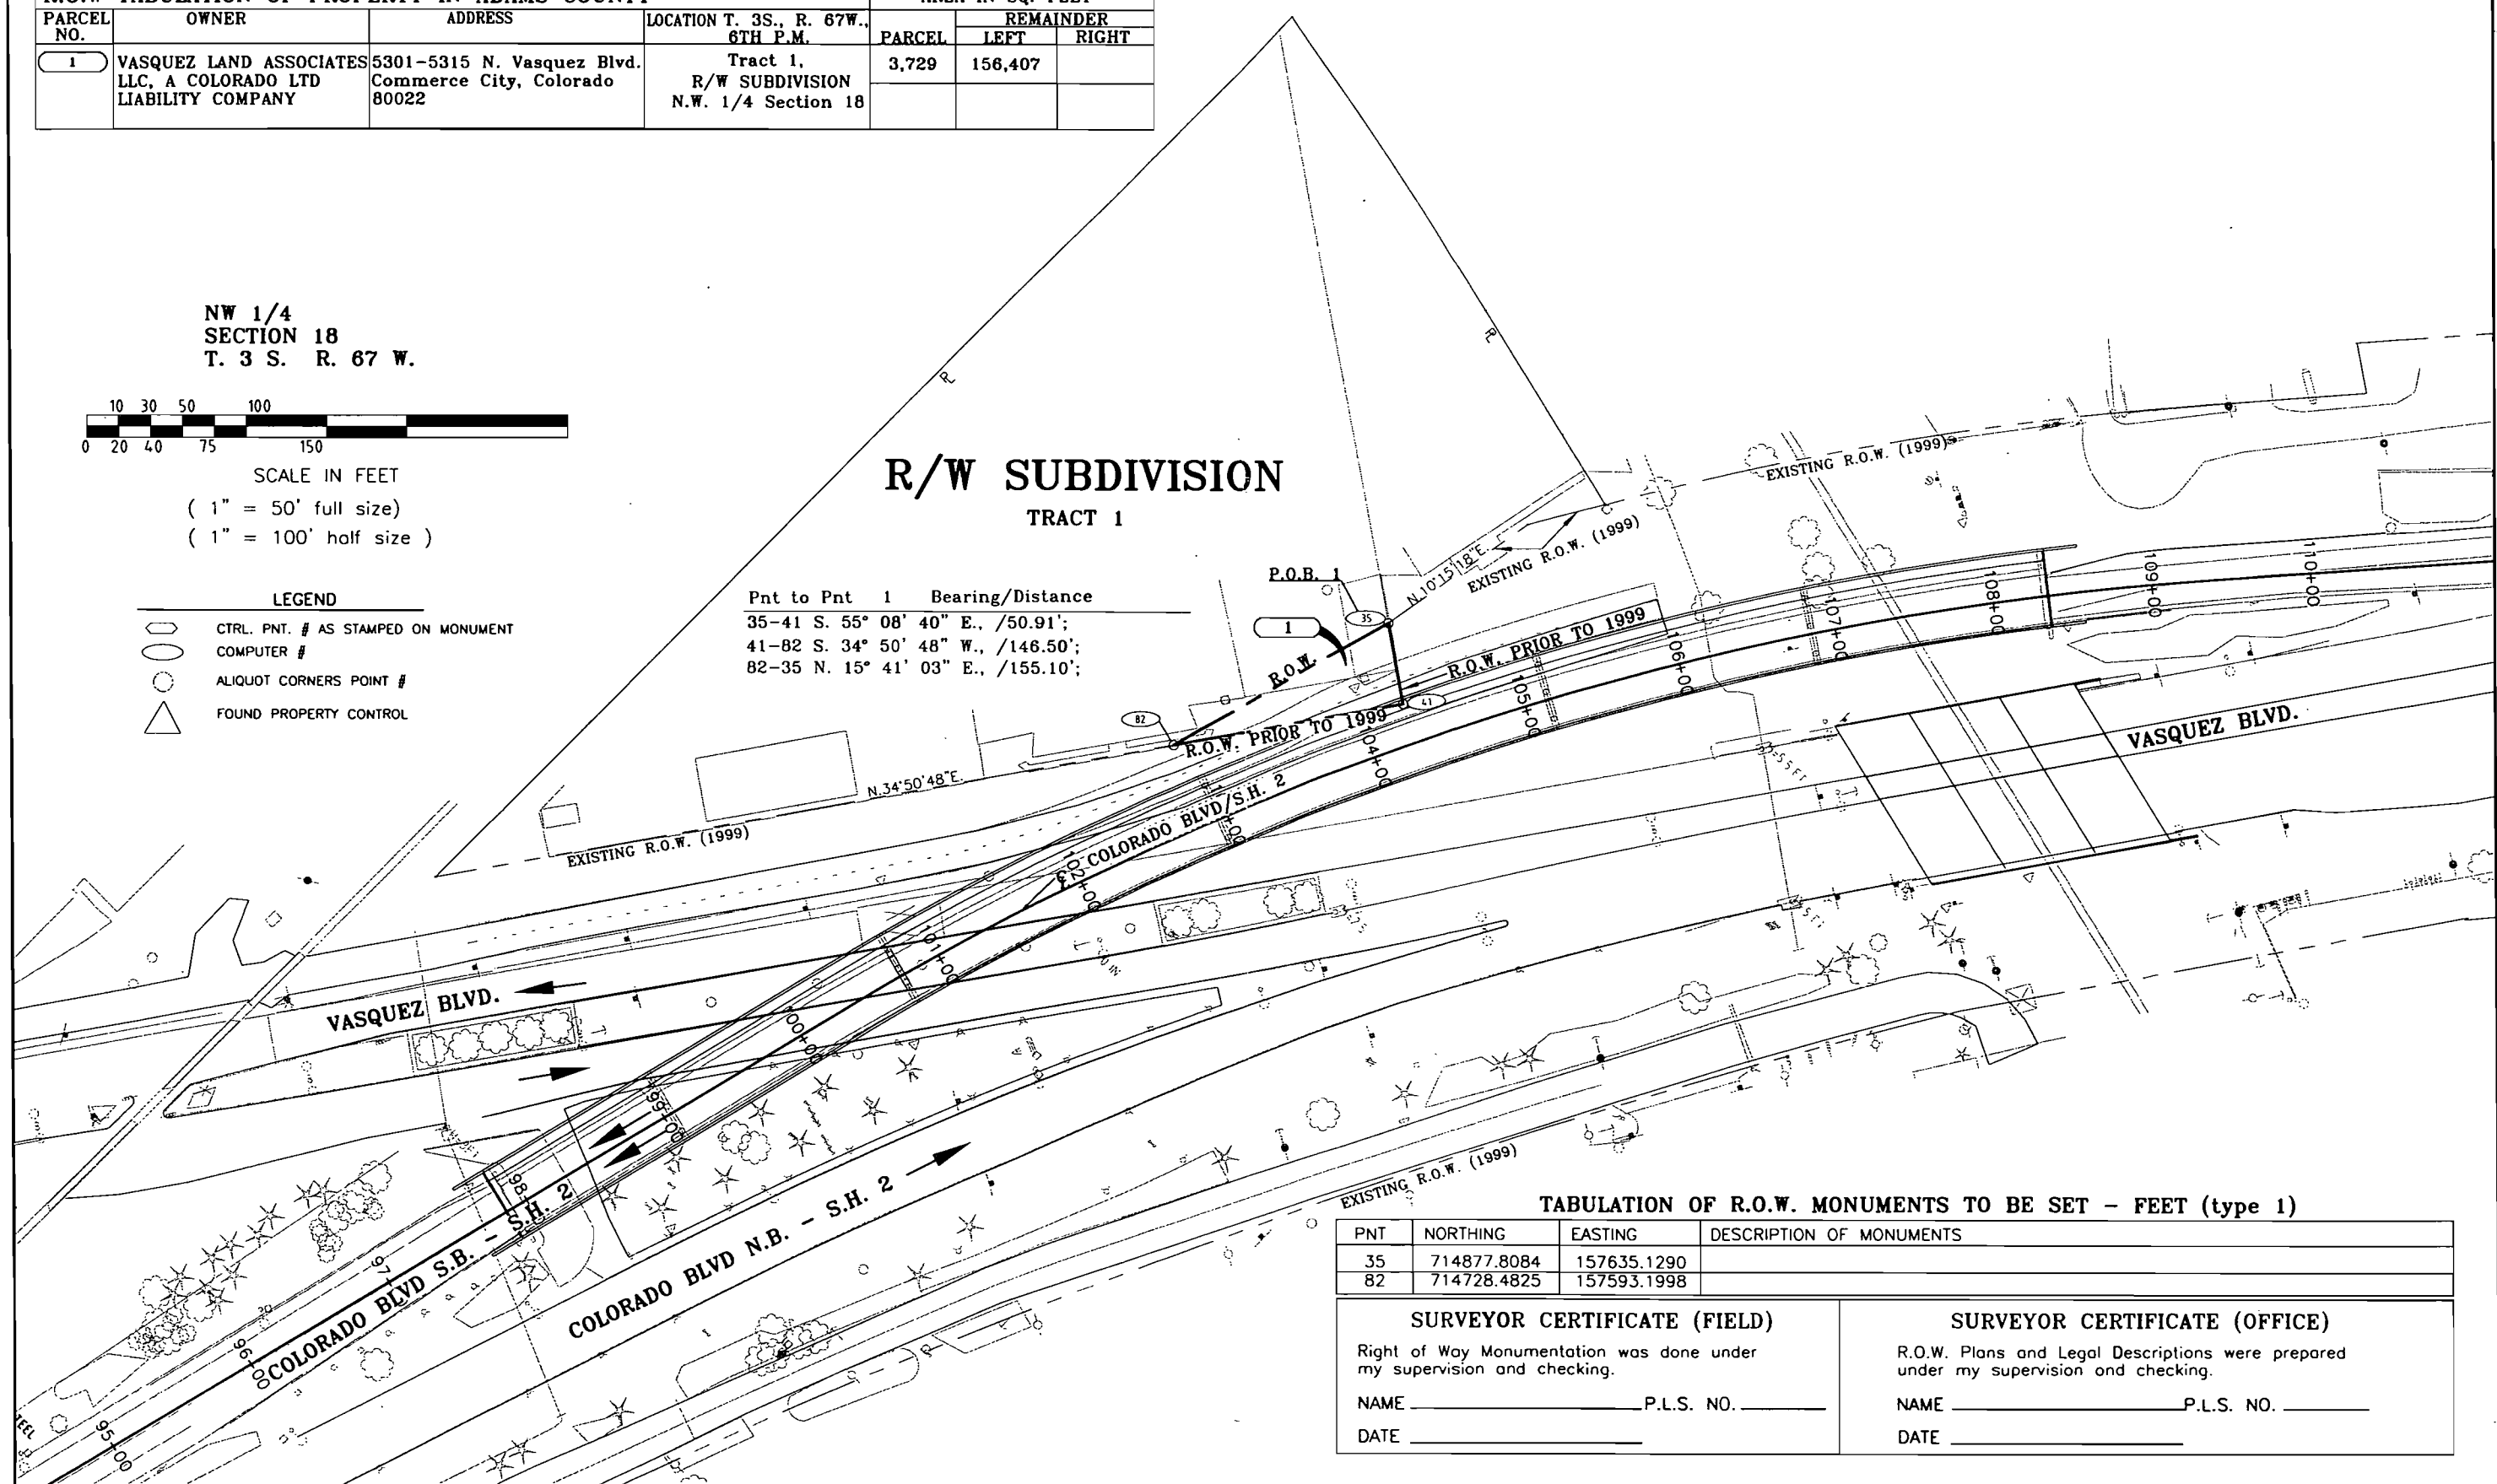 R.O.W TABULATION OF PROPERTY IN ADAMS COUNTY
AREA IN SQ. FEET
PARCEL NO.
OWNER
ADDRESS
LOCATION T. 3S., R. 67W.,
6TH P.M.
PARCEL
REMAINDER
LEFT
RIGHT
1
VASQUEZ LAND ASSOCIATES
LLC, A COLORADO LTD
LIABILITY COMPANY
5301-5315 N. Vasquez Blvd.
Commerce City, Colorado
80022
Tract 1,
R/W SUBDIVISION
N.W. 1/4 Section 18
3,729
156,407
NW 1/4
SECTION 18
T. 3 S. R. 67 W.
10 30 50 100
0 20 40 75 150
SCALE IN FEET
( 1" = 50' full size)
( 1" = 100' half size )
LEGEND
CTRL. PNT. # AS STAMPED ON MONUMENT
COMPUTER #
ALIQUOT CORNERS POINT #
FOUND PROPERTY CONTROL
R/W SUBDIVISION
TRACT 1
Pnt to Pnt 1 Bearing/Distance
35-41 S. 55° 08' 40" E., /50.91';
41-82 S. 34° 50' 48" W., /146.50';
82-35 N. 15° 41' 03" E., /155.10';
P.O.B. 1
1
35
41
82
R.O.W.
N.10°15'18"E.
EXISTING R.O.W. (1999)
EXISTING R.O.W. (1999)
R.O.W. PRIOR TO 1999
R.O.W. PRIOR TO 1999
N.34°50'48"E.
EXISTING R.O.W. (1999)
COLORADO BLVD/S.H. 2
VASQUEZ BLVD.
VASQUEZ BLVD.
95+00
96+00
97+00
98+00
99+00
100+00
101+00
102+00
104+00
105+00
106+00
107+00
108+00
109+00
110+00
COLORADO BLVD S.B. - S.H. 2
COLORADO BLVD N.B. - S.H. 2
EXISTING R.O.W. (1999)
TABULATION OF R.O.W. MONUMENTS TO BE SET - FEET (type 1)
PNT NORTHING EASTING DESCRIPTION OF MONUMENTS
35 714877.8084 157635.1290
82 714728.4825 157593.1998
SURVEYOR CERTIFICATE (FIELD)
Right of Way Monumentation was done under
my supervision and checking.
NAME P.L.S. NO.
DATE
SURVEYOR CERTIFICATE (OFFICE)
R.O.W. Plans and Legal Descriptions were prepared
under my supervision and checking.
NAME P.L.S. NO.
DATE